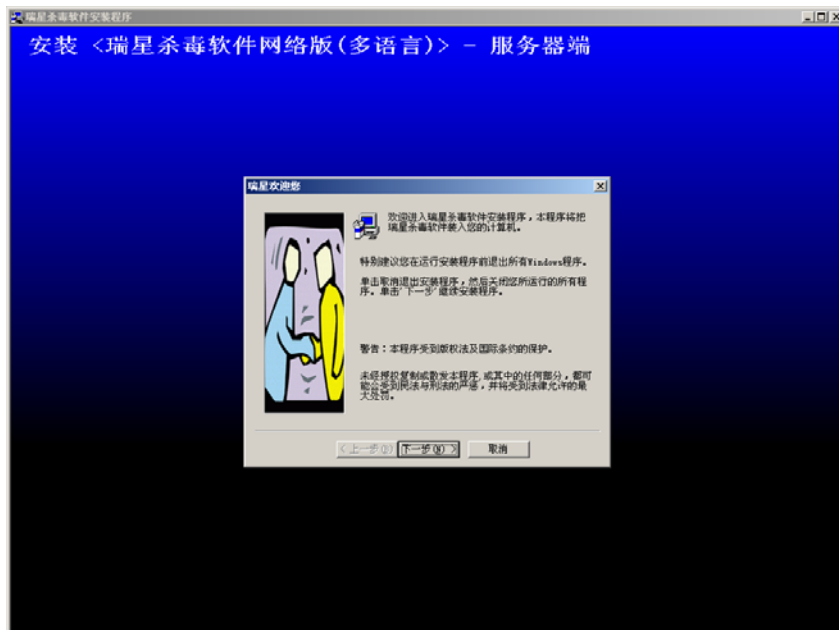 瑞星杀毒软件安装程序
安装 <瑞星杀毒软件网络版(多语言)> - 服务器端
瑞星欢迎您
欢迎进入瑞星杀毒软件安装程序，本程序将把
瑞星杀毒软件装入您的计算机。
特别建议您在运行安装程序前退出所有Windows程序。
单击取消退出安装程序，然后关闭您所运行的所有程
序。单击'下一步'继续安装程序。
警告：本程序受到版权法及国际条约的保护。
未经授权复制或散发本程序,或其中的任何部分，都可
能会受到民法与刑法的严惩，并将受到法律允许的最
大处罚。
< 上一步(B) 下一步(N) > 取消